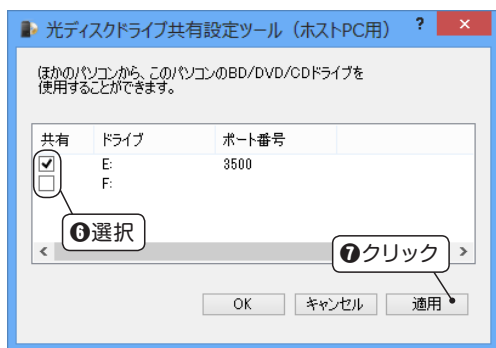 光ディスクドライブ共有設定ツール（ホストPC用） ? ×
ほかのパソコンから、このパソコンのBD/DVD/CDドライブを
使用することができます。
共有 ドライブ ポート番号
E: 3500
F:
❻選択
❼クリック
< >
OK キャンセル 適用